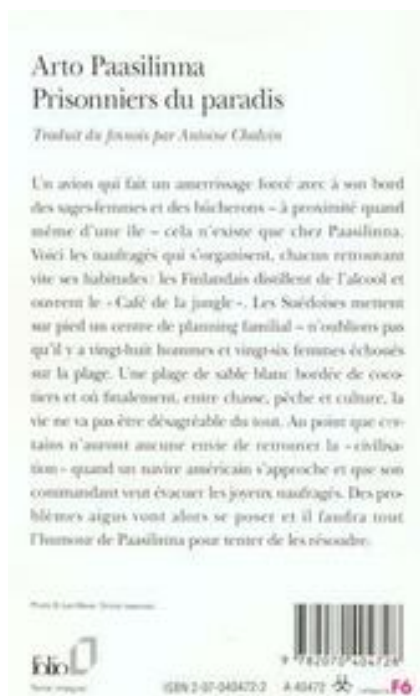 Arto Paasilinna
Prisonniers du paradis
Traduit du finnois par Antoine Chalvin
Un avion qui fait un amerrissage forcé avec à son bord
des sages-femmes et des bûcherons – à proximité quand
même d'une île – cela n'existe que chez Paasilinna.
Voici les naufragés qui s'organisent, chacun retrouvant
vite ses habitudes : les Finlandais distillent de l'alcool et
ouvrent le « Café de la jungle ». Les Suédoises mettent
sur pied un centre de planning familial – n'oublions pas
qu'il y a vingt-huit hommes et vingt-six femmes échoués
sur la plage. Une plage de sable blanc bordée de coco-
tiers et où finalement, entre chasse, pêche et culture, la
vie ne va pas être désagréable du tout. Au point que cer-
tains n'auront aucune envie de retrouver la « civilisa-
tion » quand un navire américain s'approche et que son
commandant veut évacuer les joyeux naufragés. Des pro-
blèmes aigus vont alors se poser et il faudra tout
l'humour de Paasilinna pour tenter de les résoudre.
9 782070 404728
folio
ISBN 2-07-040472-2 A 40472 F6